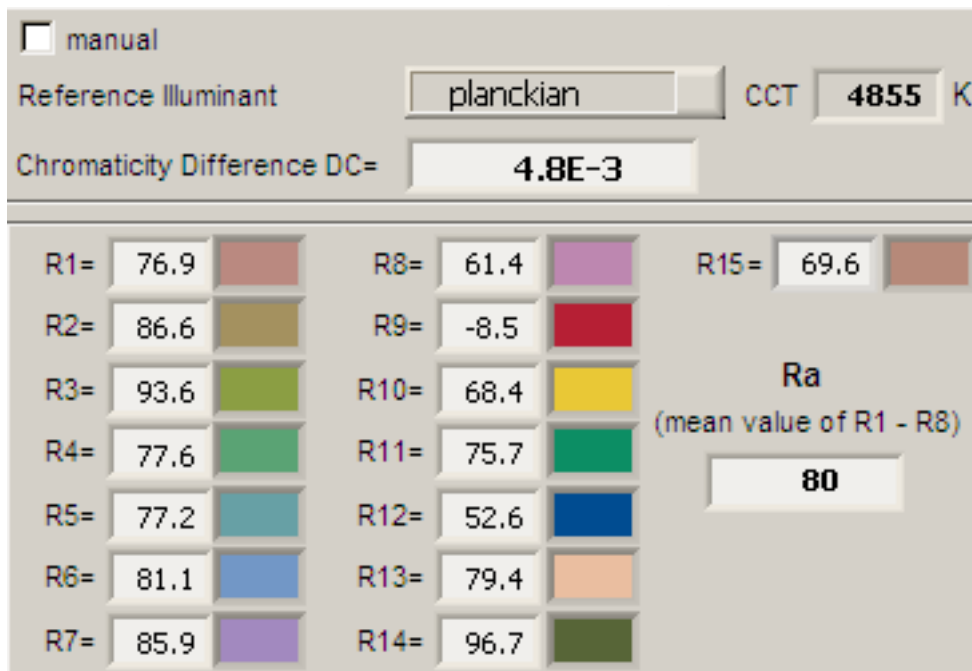 manual
Reference Illuminant planckian CCT 4855 K
Chromaticity Difference DC= 4.8E-3
R1= 76.9 R8= 61.4 R15= 69.6
R2= 86.6 R9= -8.5
R3= 93.6 R10= 68.4 Ra
(mean value of R1 - R8)
R4= 77.6 R11= 75.7
80
R5= 77.2 R12= 52.6
R6= 81.1 R13= 79.4
R7= 85.9 R14= 96.7